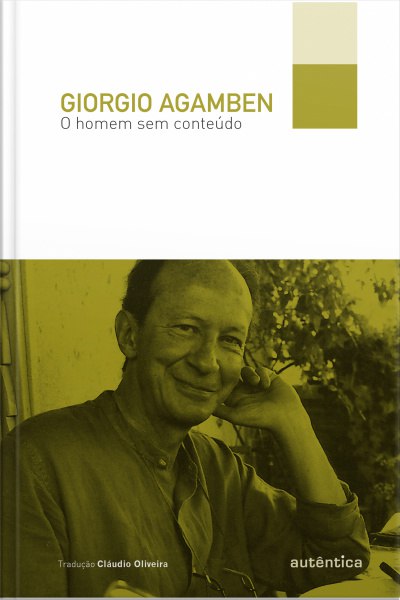 GIORGIO AGAMBEN
O homem sem conteúdo
Tradução Cláudio Oliveira
autêntica